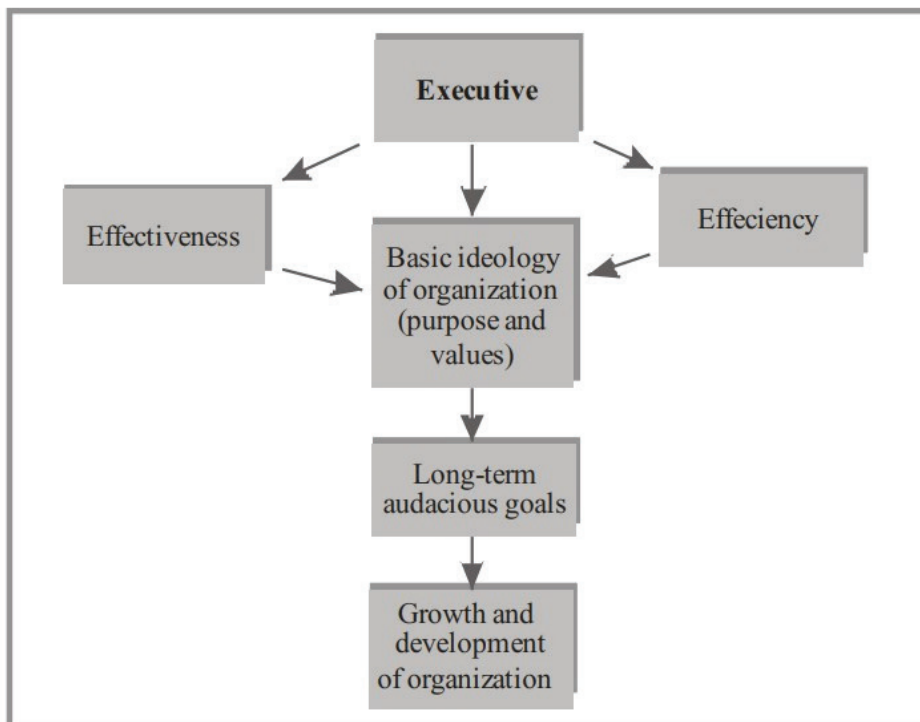 Executive
Effectiveness
Effeciency
Basic ideology
of organization
(purpose and
values)
Long-term
audacious goals
Growth and
development
of organization